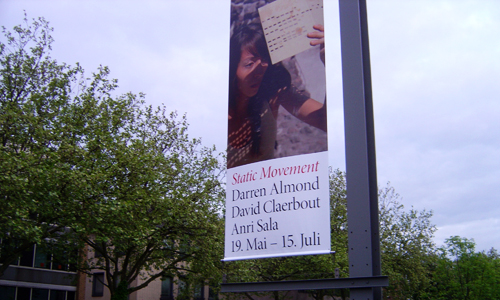 Static Movement
Darren Almond
David Claerbout
Anri Sala
19. Mai – 15. Juli